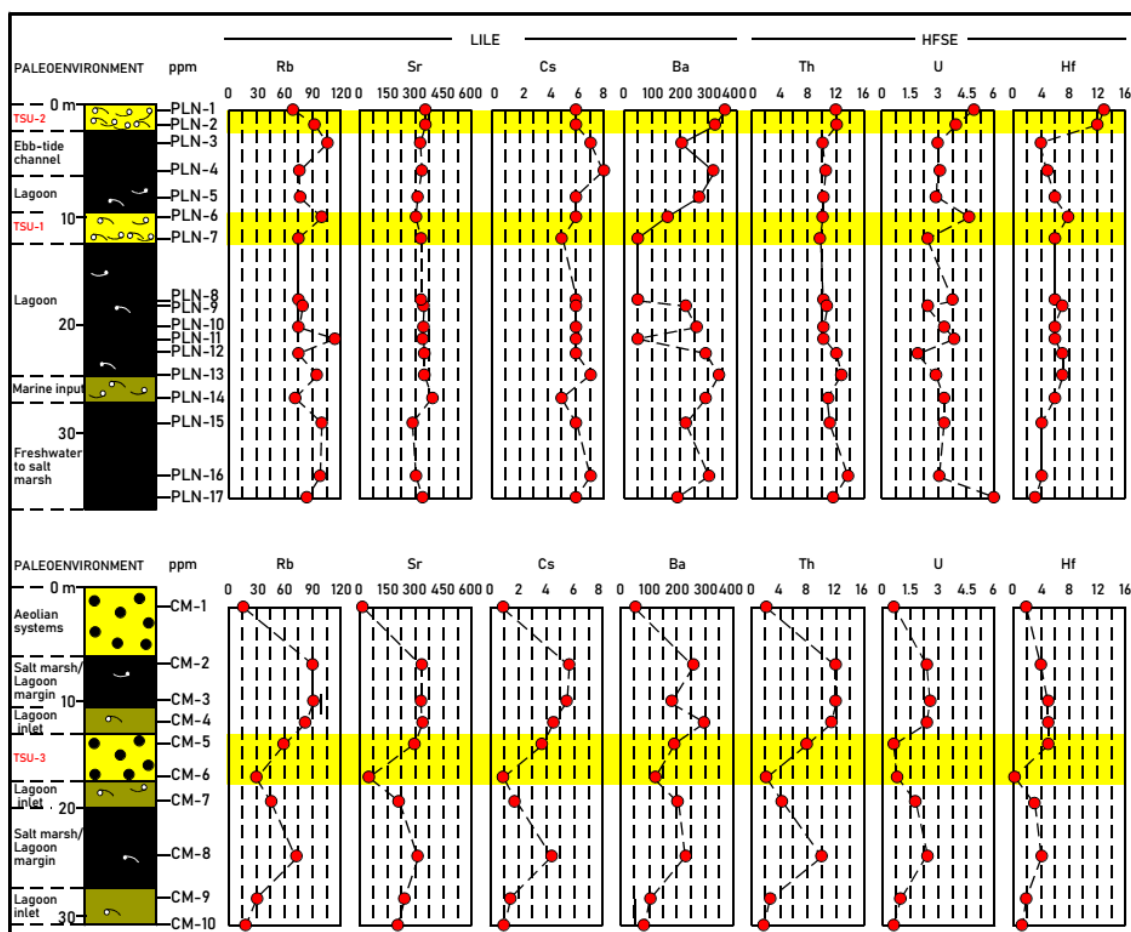 LILE HFSE
PALEOENVIRONMENT ppm Rb Sr Cs Ba Th U Hf
0 30 60 90 120 0 150 300 450 600 0 2 4 6 8 0 100 200 300 400 0 4 8 12 16 0 1.5 3 4.5 6 0 4 8 12 16
0 m PLN-1
TSU-2
PLN-2
PLN-3
Ebb-tide
channel
PLN-4
Lagoon PLN-5
10 PLN-6
TSU-1
PLN-7
Lagoon PLN-8
PLN-9
20 PLN-10
PLN-11
PLN-12
PLN-13
Marine input PLN-14
PLN-15
30
Freshwater
to salt
marsh
PLN-16
PLN-17
PALEOENVIRONMENT ppm Rb Sr Cs Ba Th U Hf
0 m 0 30 60 90 120 0 150 300 450 600 0 2 4 6 8 0 100 200 300 400 0 4 8 12 16 0 1.5 3 4.5 6 0 4 8 12 16
CM-1
Aeolian
systems
Salt marsh/
Lagoon
margin
CM-2
10 CM-3
Lagoon
inlet
CM-4
CM-5
TSU-3
CM-6
Lagoon
inlet
CM-7
20
Salt marsh/
Lagoon
margin
CM-8
Lagoon
inlet
CM-9
30 CM-10